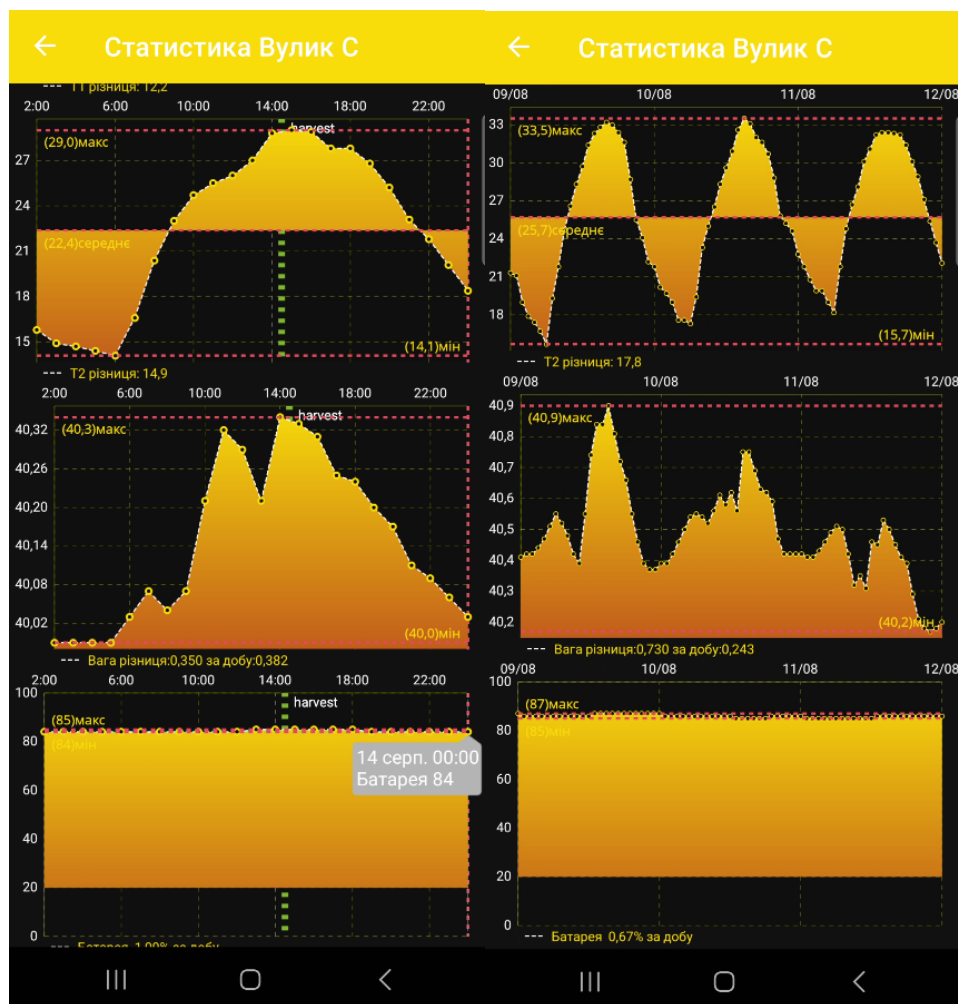 Статистика Вулик С
--- Т1 різниця: 12,2
2:00 6:00 10:00 14:00 18:00 22:00
harvest
(29,0)макс
27
24
(22,4)середнє
21
18
15
(14,1)мін
--- Т2 різниця: 14,9
2:00 6:00 10:00 14:00 18:00 22:00
harvest
40,32
(40,3)макс
40,26
40,20
40,14
40,08
40,02
(40,0)мін
--- Вага різниця:0,350 за добу:0,382
2:00 6:00 10:00 14:00 18:00 22:00
100
harvest
(85)макс
80
(84)мін
14 серп. 00:00
Батарея 84
60
40
20
0
--- Батарея 1,00% за добу
Статистика Вулик С
09/08 10/08 11/08 12/08
33
(33,5)макс
30
27
(25,7)середнє
24
21
18
(15,7)мін
--- Т2 різниця: 17,8
09/08 10/08 11/08 12/08
40,9
(40,9)макс
40,8
40,7
40,6
40,5
40,4
40,3
40,2
(40,2)мін
--- Вага різниця:0,730 за добу:0,243
09/08 10/08 11/08 12/08
100
(87)макс
80
(85)мін
60
40
20
0
--- Батарея 0,67% за добу